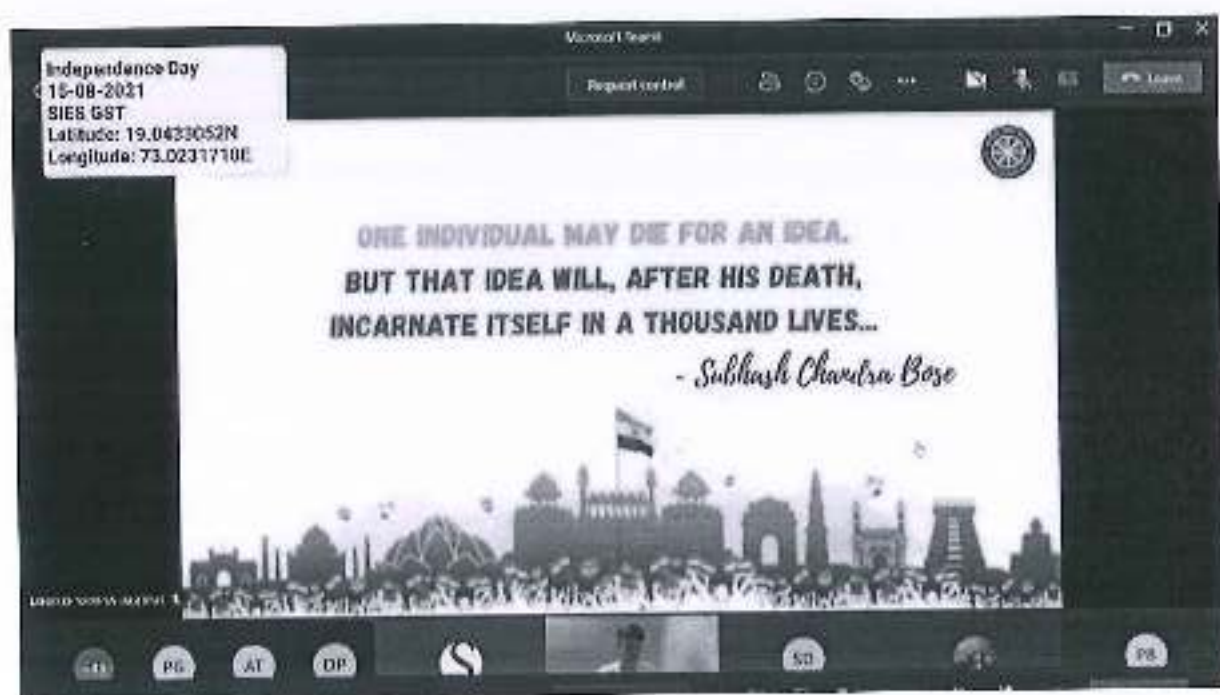 Microsoft Teams
Independence Day
15-08-2021
SIES GST
Latitude: 19.0433052N
Longitude: 73.0231710E
Request control
Leave
ONE INDIVIDUAL MAY DIE FOR AN IDEA.
BUT THAT IDEA WILL, AFTER HIS DEATH,
INCARNATE ITSELF IN A THOUSAND LIVES...
- Subhash Chandra Bose
PG
AT
DP
S
SD
PB